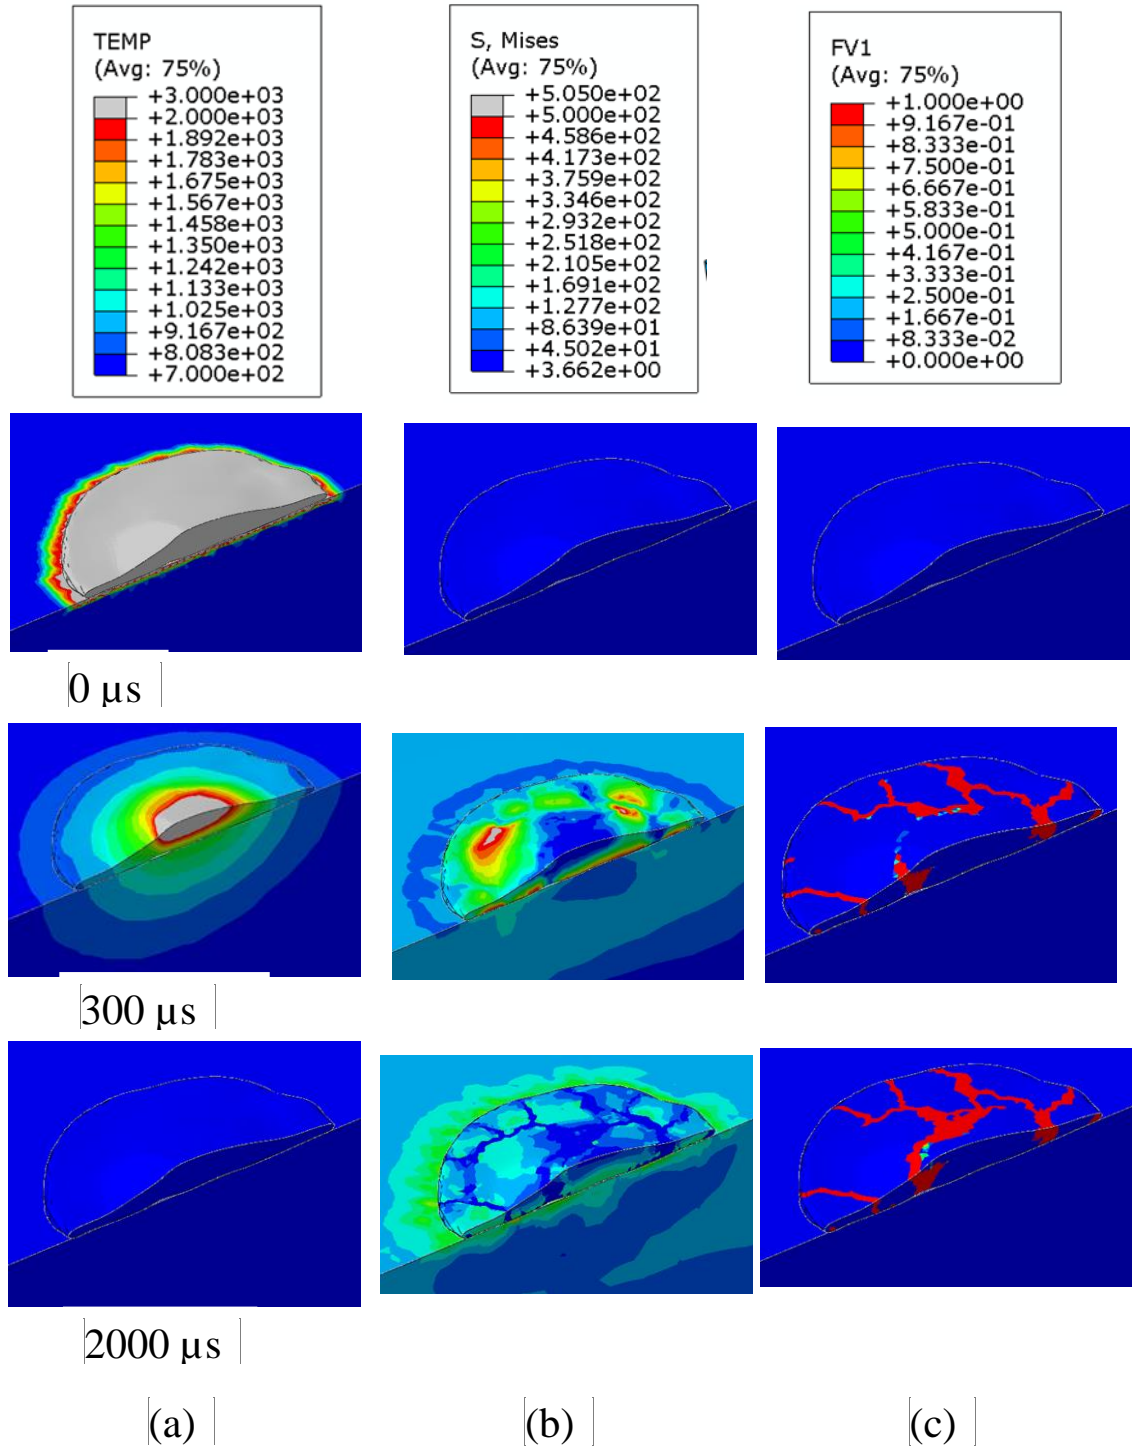 TEMP
(Avg: 75%)
+3.000e+03
+2.000e+03
+1.892e+03
+1.783e+03
+1.675e+03
+1.567e+03
+1.458e+03
+1.350e+03
+1.242e+03
+1.133e+03
+1.025e+03
+9.167e+02
+8.083e+02
+7.000e+02
S, Mises
(Avg: 75%)
+5.050e+02
+5.000e+02
+4.586e+02
+4.173e+02
+3.759e+02
+3.346e+02
+2.932e+02
+2.518e+02
+2.105e+02
+1.691e+02
+1.277e+02
+8.639e+01
+4.502e+01
+3.662e+00
FV1
(Avg: 75%)
+1.000e+00
+9.167e-01
+8.333e-01
+7.500e-01
+6.667e-01
+5.833e-01
+5.000e-01
+4.167e-01
+3.333e-01
+2.500e-01
+1.667e-01
+8.333e-02
+0.000e+00
0 µs
300 µs
2000 µs
(a)
(b)
(c)